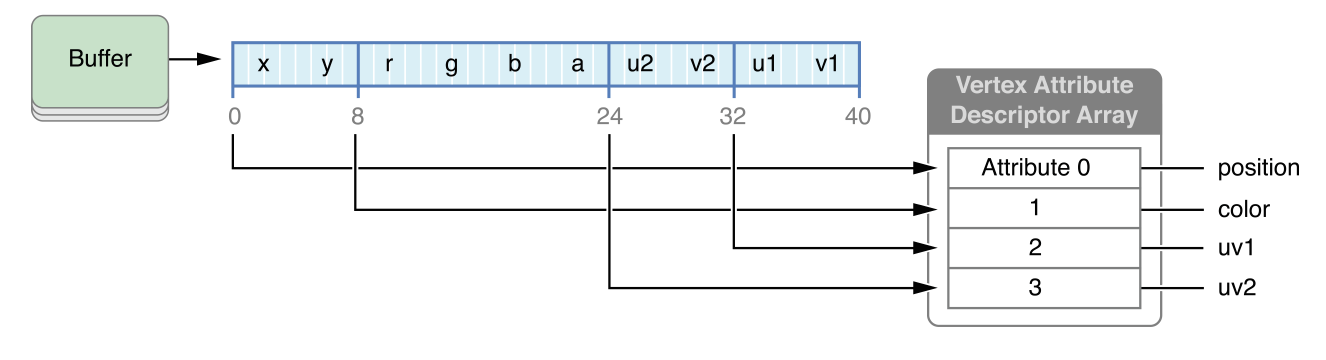 Buffer
x y r g b a u2 v2 u1 v1
0 8 24 32 40
Vertex Attribute
Descriptor Array
Attribute 0 position
1 color
2 uv1
3 uv2